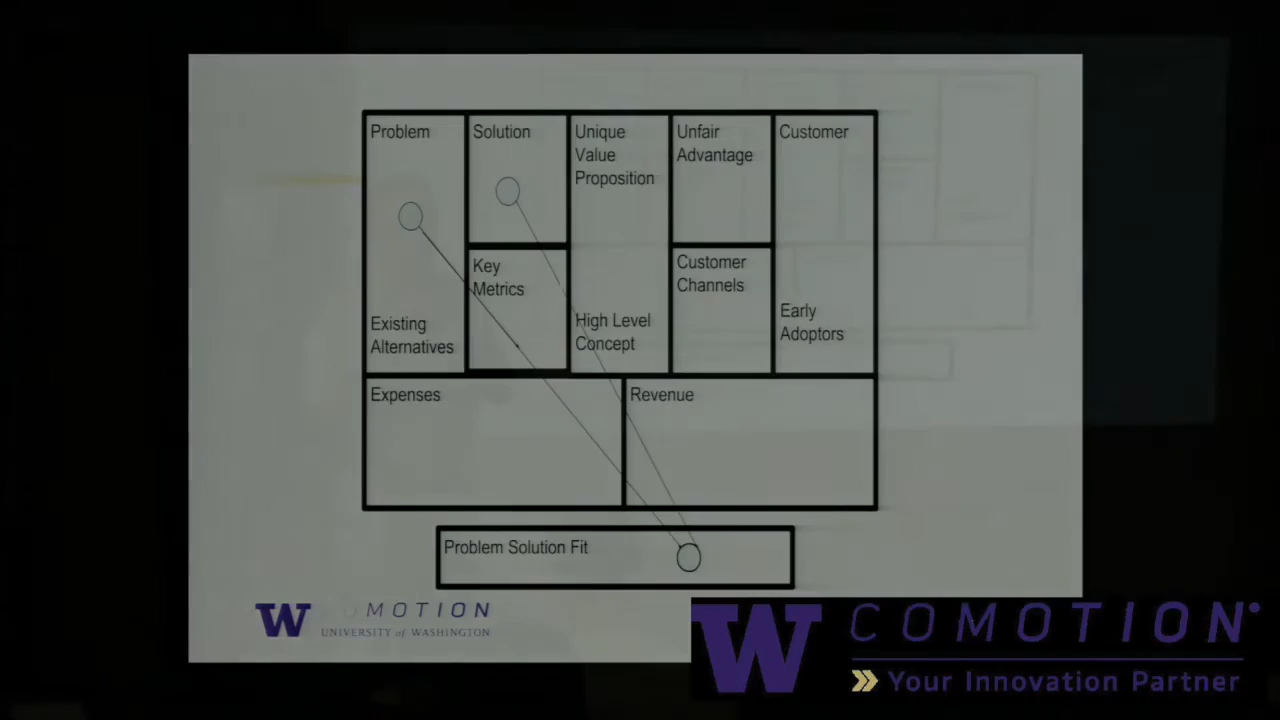 Problem
Solution
Unique
Value
Proposition
Unfair
Advantage
Customer
Key
Metrics
Customer
Channels
Existing
Alternatives
High Level
Concept
Early
Adoptors
Expenses
Revenue
Problem Solution Fit
W COMOTION
UNIVERSITY of WASHINGTON
W COMOTION
Your Innovation Partner